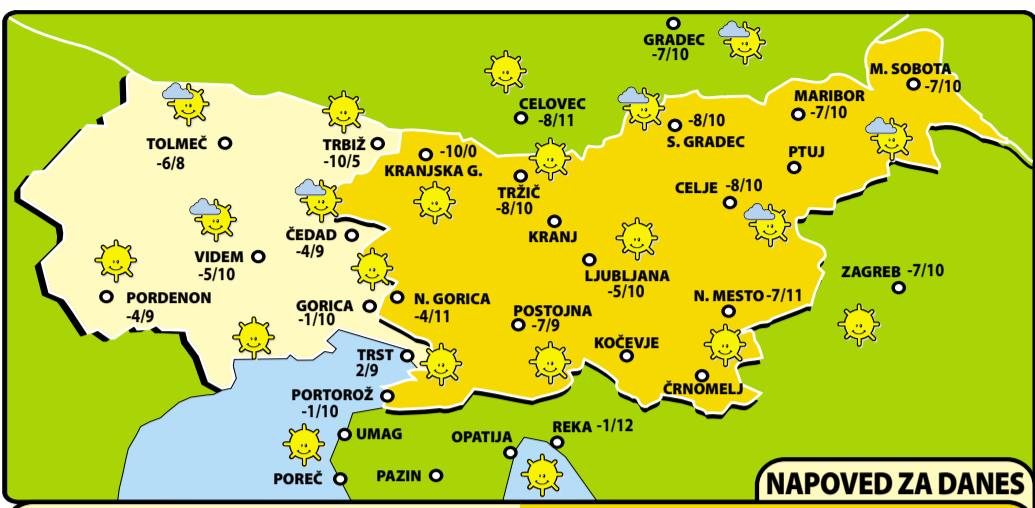 GRADEC
-7/10
M. SOBOTA
-7/10
CELOVEC
-8/11
MARIBOR
-7/10
-8/10
S. GRADEC
TOLMEČ
-6/8
TRBIŽ
-10/5
-10/0
KRANJSKA G.
PTUJ
TRŽIČ
-8/10
CELJE -8/10
KRANJ
ČEDAD
-4/9
VIDEM
-5/10
LJUBLJANA
-5/10
ZAGREB -7/10
PORDENON
-4/9
GORICA
-1/10
N. GORICA
-4/11
POSTOJNA
-7/9
N. MESTO -7/11
KOČEVJE
TRST
2/9
ČRNOMELJ
PORTOROŽ
-1/10
UMAG
OPATIJA
REKA -1/12
POREČ
PAZIN
NAPOVED ZA DANES